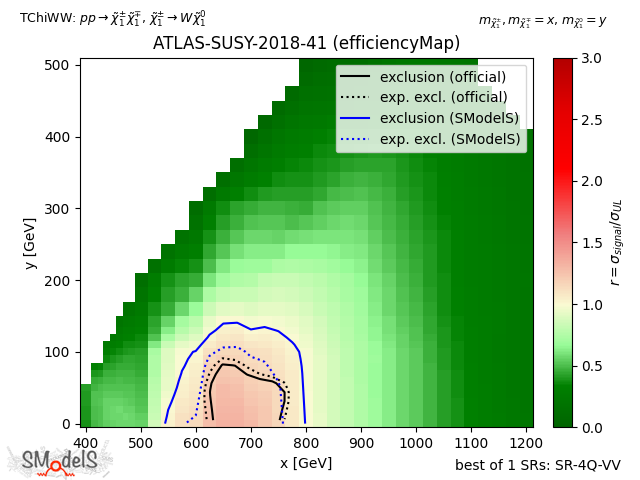 TChiWW: pp → χ̃₁±χ̃₁∓, χ̃₁± → Wχ̃₁⁰
m_χ̃₁±, m_χ̃₁∓ = x, m_χ̃₁⁰ = y
ATLAS-SUSY-2018-41 (efficiencyMap)
exclusion (official)
exp. excl. (official)
exclusion (SModelS)
exp. excl. (SModelS)
500
400
300
200
100
0
y [GeV]
400 500 600 700 800 900 1000 1100 1200
x [GeV]
3.0
2.5
2.0
1.5
1.0
0.5
0.0
r = σ_signal/σ_UL
SModelS
best of 1 SRs: SR-4Q-VV